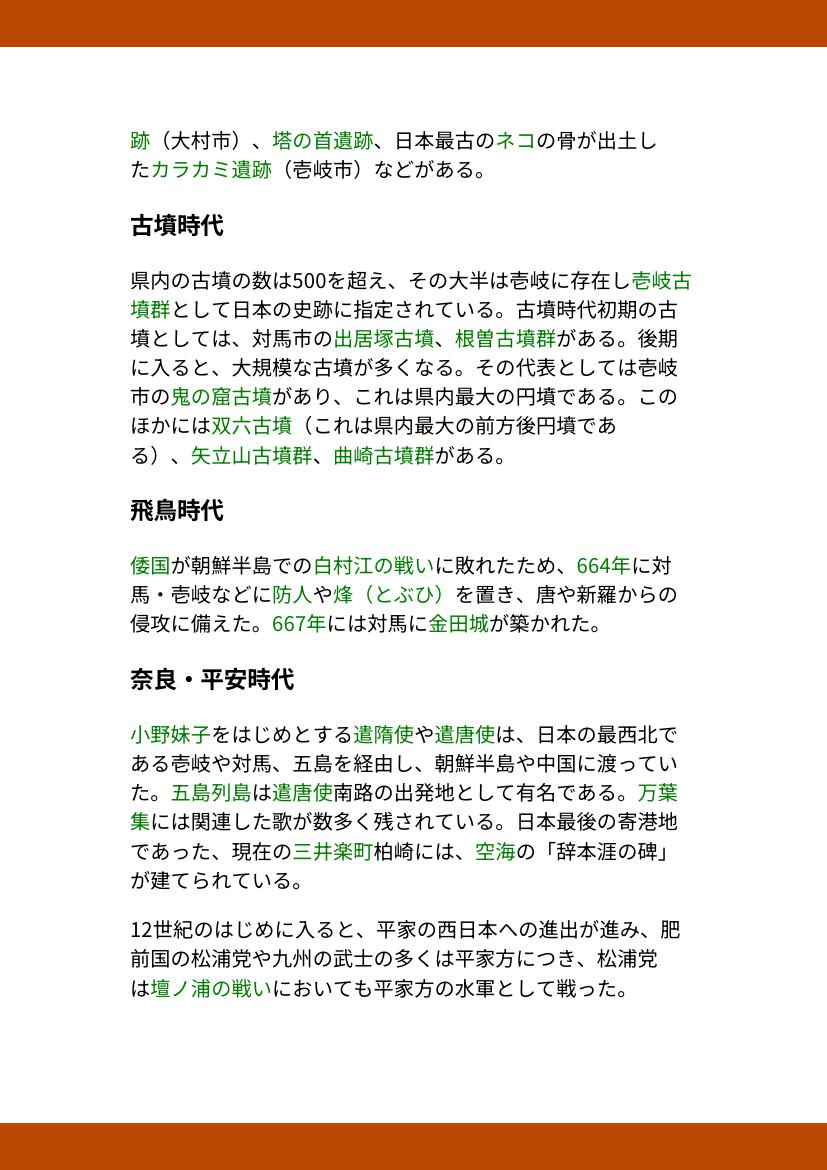 跡（大村市）、塔の首遺跡、日本最古のネコの骨が出土し
たカラカミ遺跡（壱岐市）などがある。
古墳時代
県内の古墳の数は500を超え、その大半は壱岐に存在し壱岐古
墳群として日本の史跡に指定されている。古墳時代初期の古
墳としては、対馬市の出居塚古墳、根曽古墳群がある。後期
に入ると、大規模な古墳が多くなる。その代表としては壱岐
市の鬼の窟古墳があり、これは県内最大の円墳である。この
ほかには双六古墳（これは県内最大の前方後円墳であ
る）、矢立山古墳群、曲崎古墳群がある。
飛鳥時代
倭国が朝鮮半島での白村江の戦いに敗れたため、664年に対
馬・壱岐などに防人や烽（とぶひ）を置き、唐や新羅からの
侵攻に備えた。667年には対馬に金田城が築かれた。
奈良・平安時代
小野妹子をはじめとする遣隋使や遣唐使は、日本の最西北で
ある壱岐や対馬、五島を経由し、朝鮮半島や中国に渡ってい
た。五島列島は遣唐使南路の出発地として有名である。万葉
集には関連した歌が数多く残されている。日本最後の寄港地
であった、現在の三井楽町柏崎には、空海の「辞本涯の碑」
が建てられている。
12世紀のはじめに入ると、平家の西日本への進出が進み、肥
前国の松浦党や九州の武士の多くは平家方につき、松浦党
は壇ノ浦の戦いにおいても平家方の水軍として戦った。